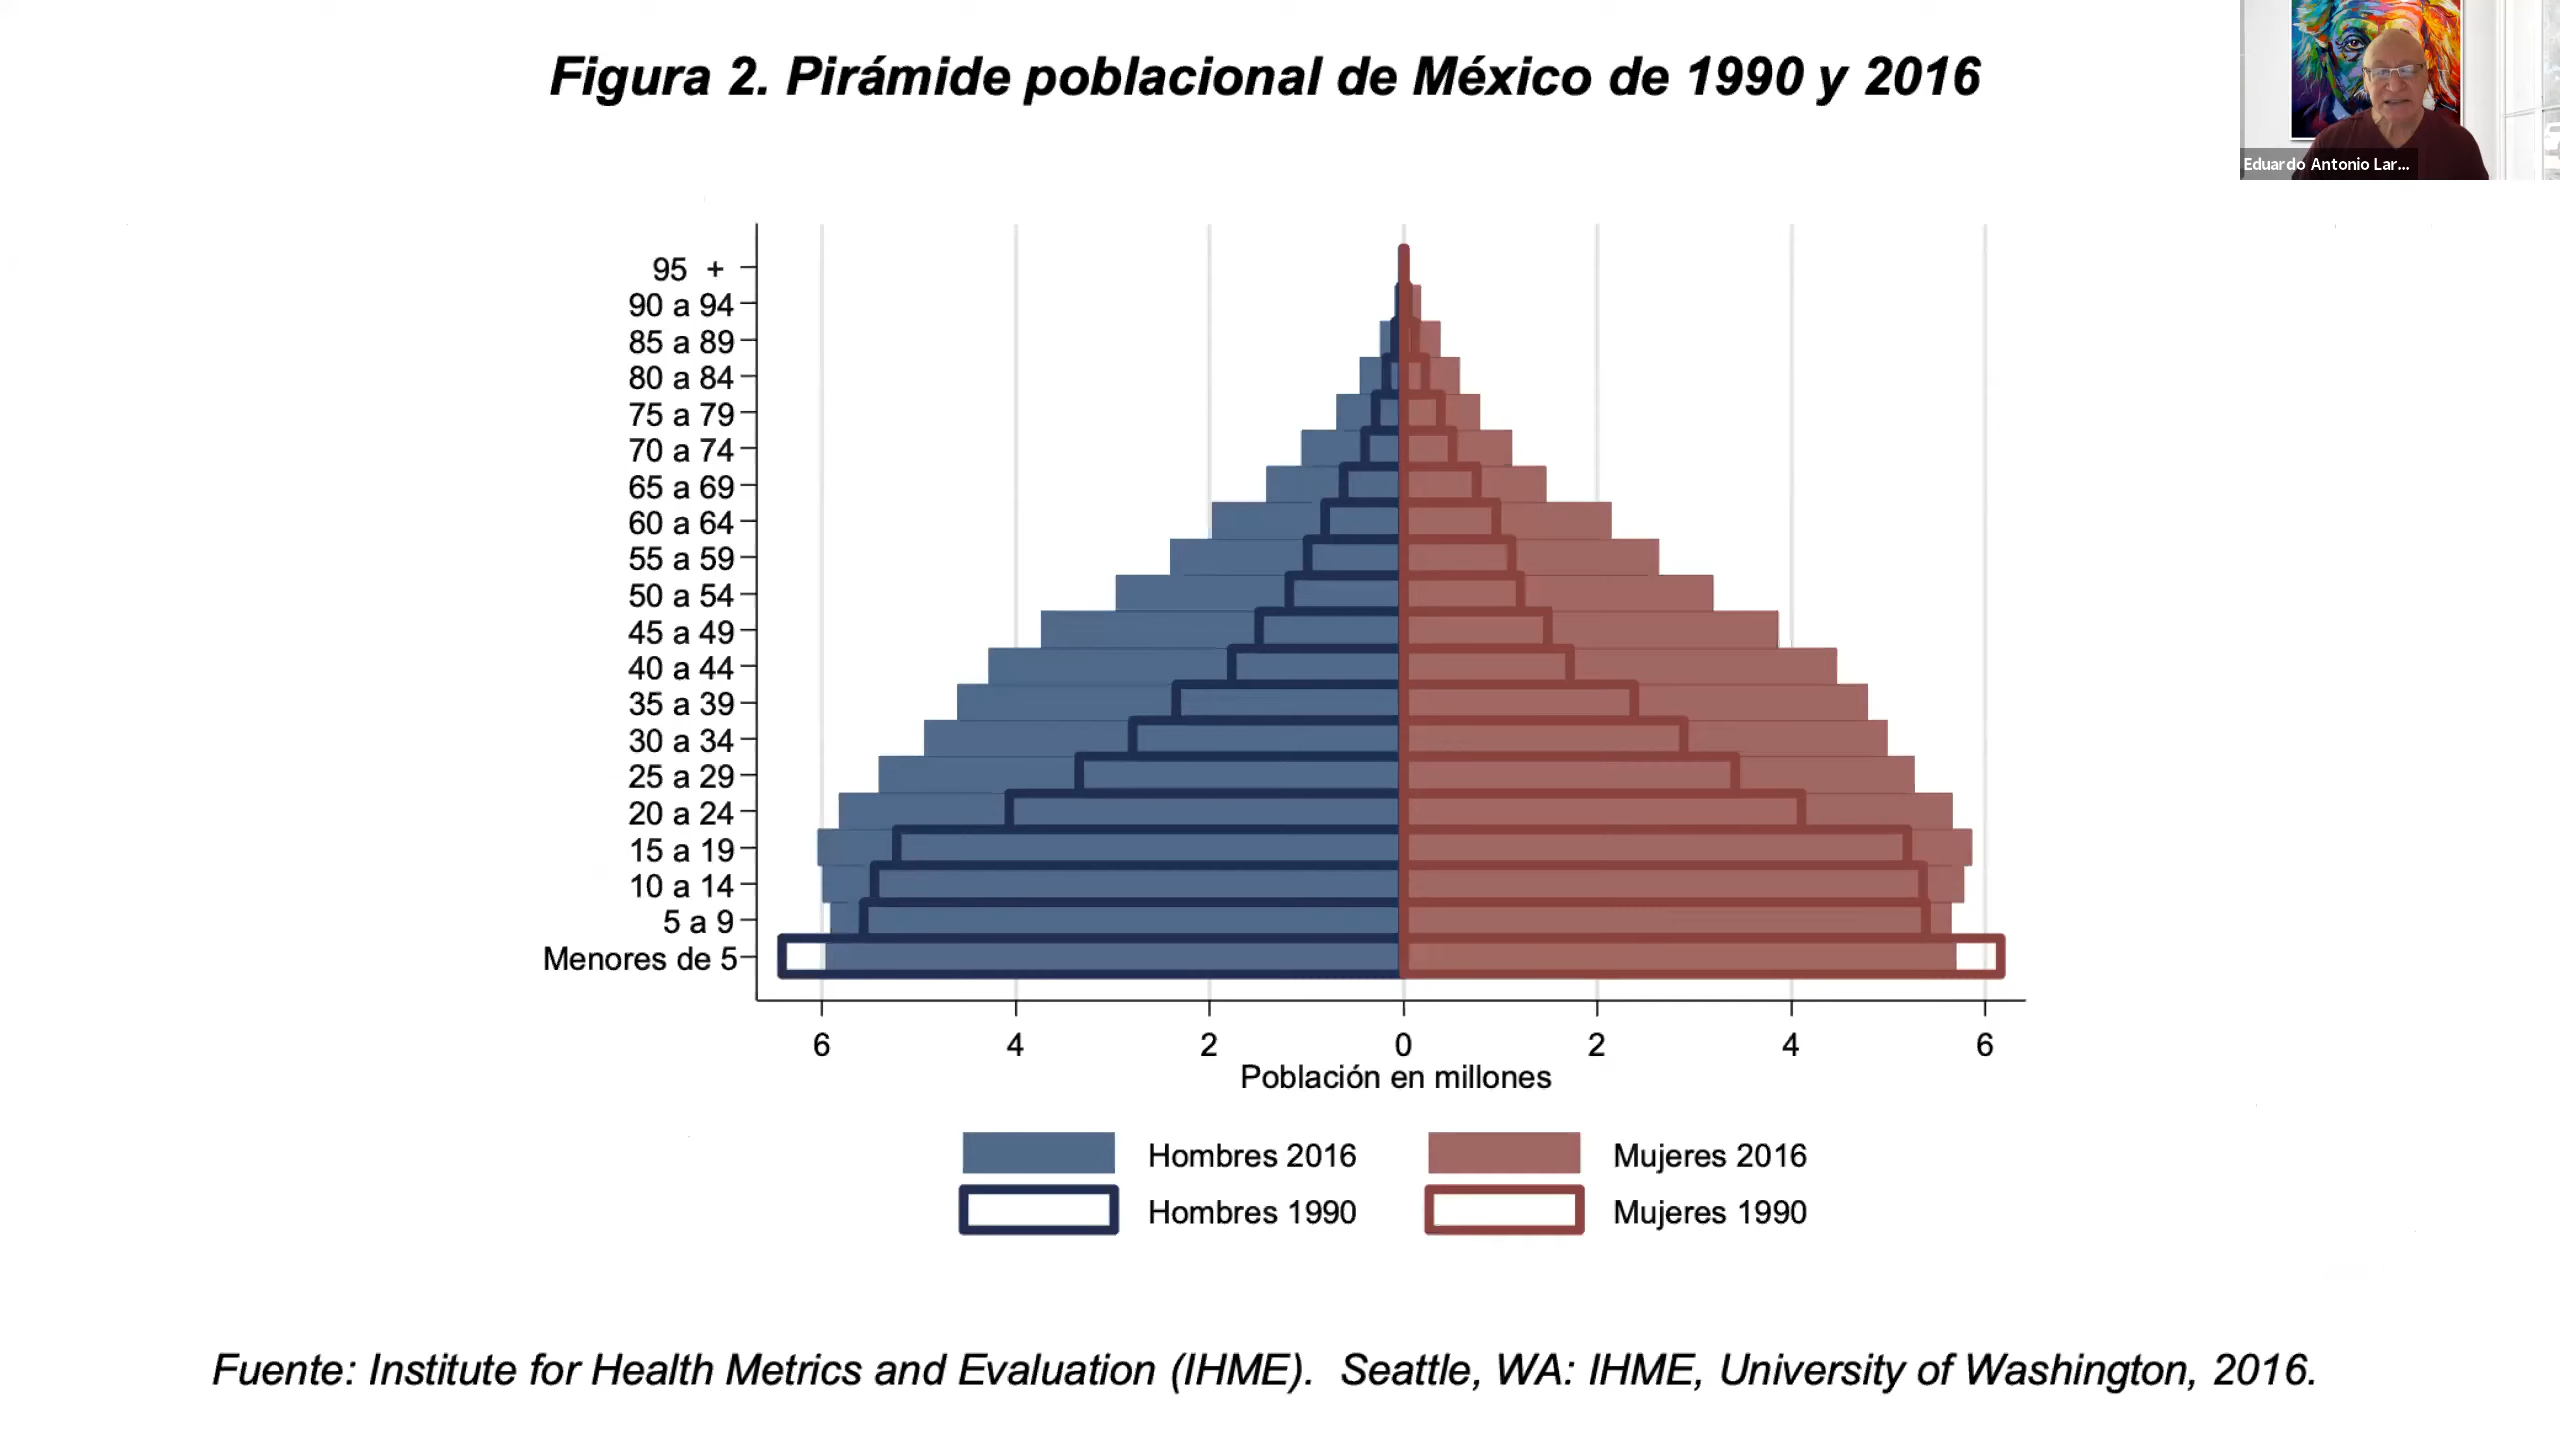 Figura 2. Pirámide poblacional de México de 1990 y 2016
Eduardo Antonio Lar...
95 +
90 a 94
85 a 89
80 a 84
75 a 79
70 a 74
65 a 69
60 a 64
55 a 59
50 a 54
45 a 49
40 a 44
35 a 39
30 a 34
25 a 29
20 a 24
15 a 19
10 a 14
5 a 9
Menores de 5
6 4 2 0 2 4 6
Población en millones
Hombres 2016 Mujeres 2016
Hombres 1990 Mujeres 1990
Fuente: Institute for Health Metrics and Evaluation (IHME). Seattle, WA: IHME, University of Washington, 2016.